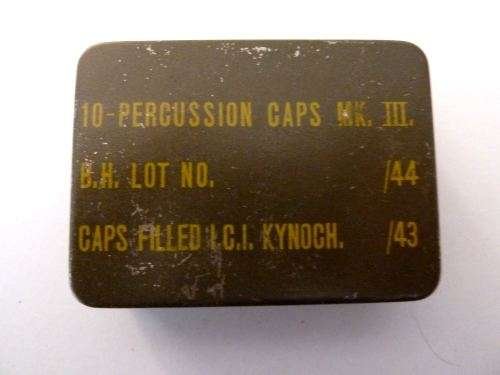 10-PERCUSSION CAPS MK. III.
B.H. LOT NO. /44
CAPS FILLED I.C.I. KYNOCH. /43